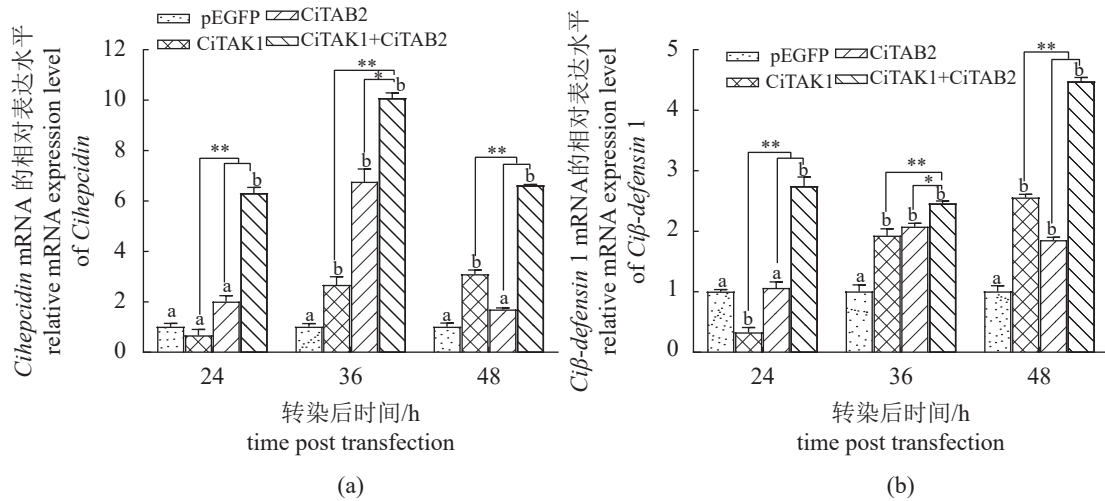 pEGFP
CiTAB2
CiTAK1
CiTAK1+CiTAB2
Cihepcidin mRNA 的相对表达水平
relative mRNA expression level
of Cihepcidin
12
10
8
6
4
2
0
a
a
a
b
**
a
b
b
b
**
*
a
b
a
b
**
24
36
48
转染后时间/h
time post transfection
(a)
pEGFP
CiTAB2
CiTAK1
CiTAK1+CiTAB2
Ciβ-defensin 1 mRNA的相对表达水平
relative mRNA expression level
of Ciβ-defensin 1
5
4
3
2
1
0
a
b
a
b
**
a
b
b
b
**
*
a
b
b
b
**
24
36
48
转染后时间/h
time post transfection
(b)